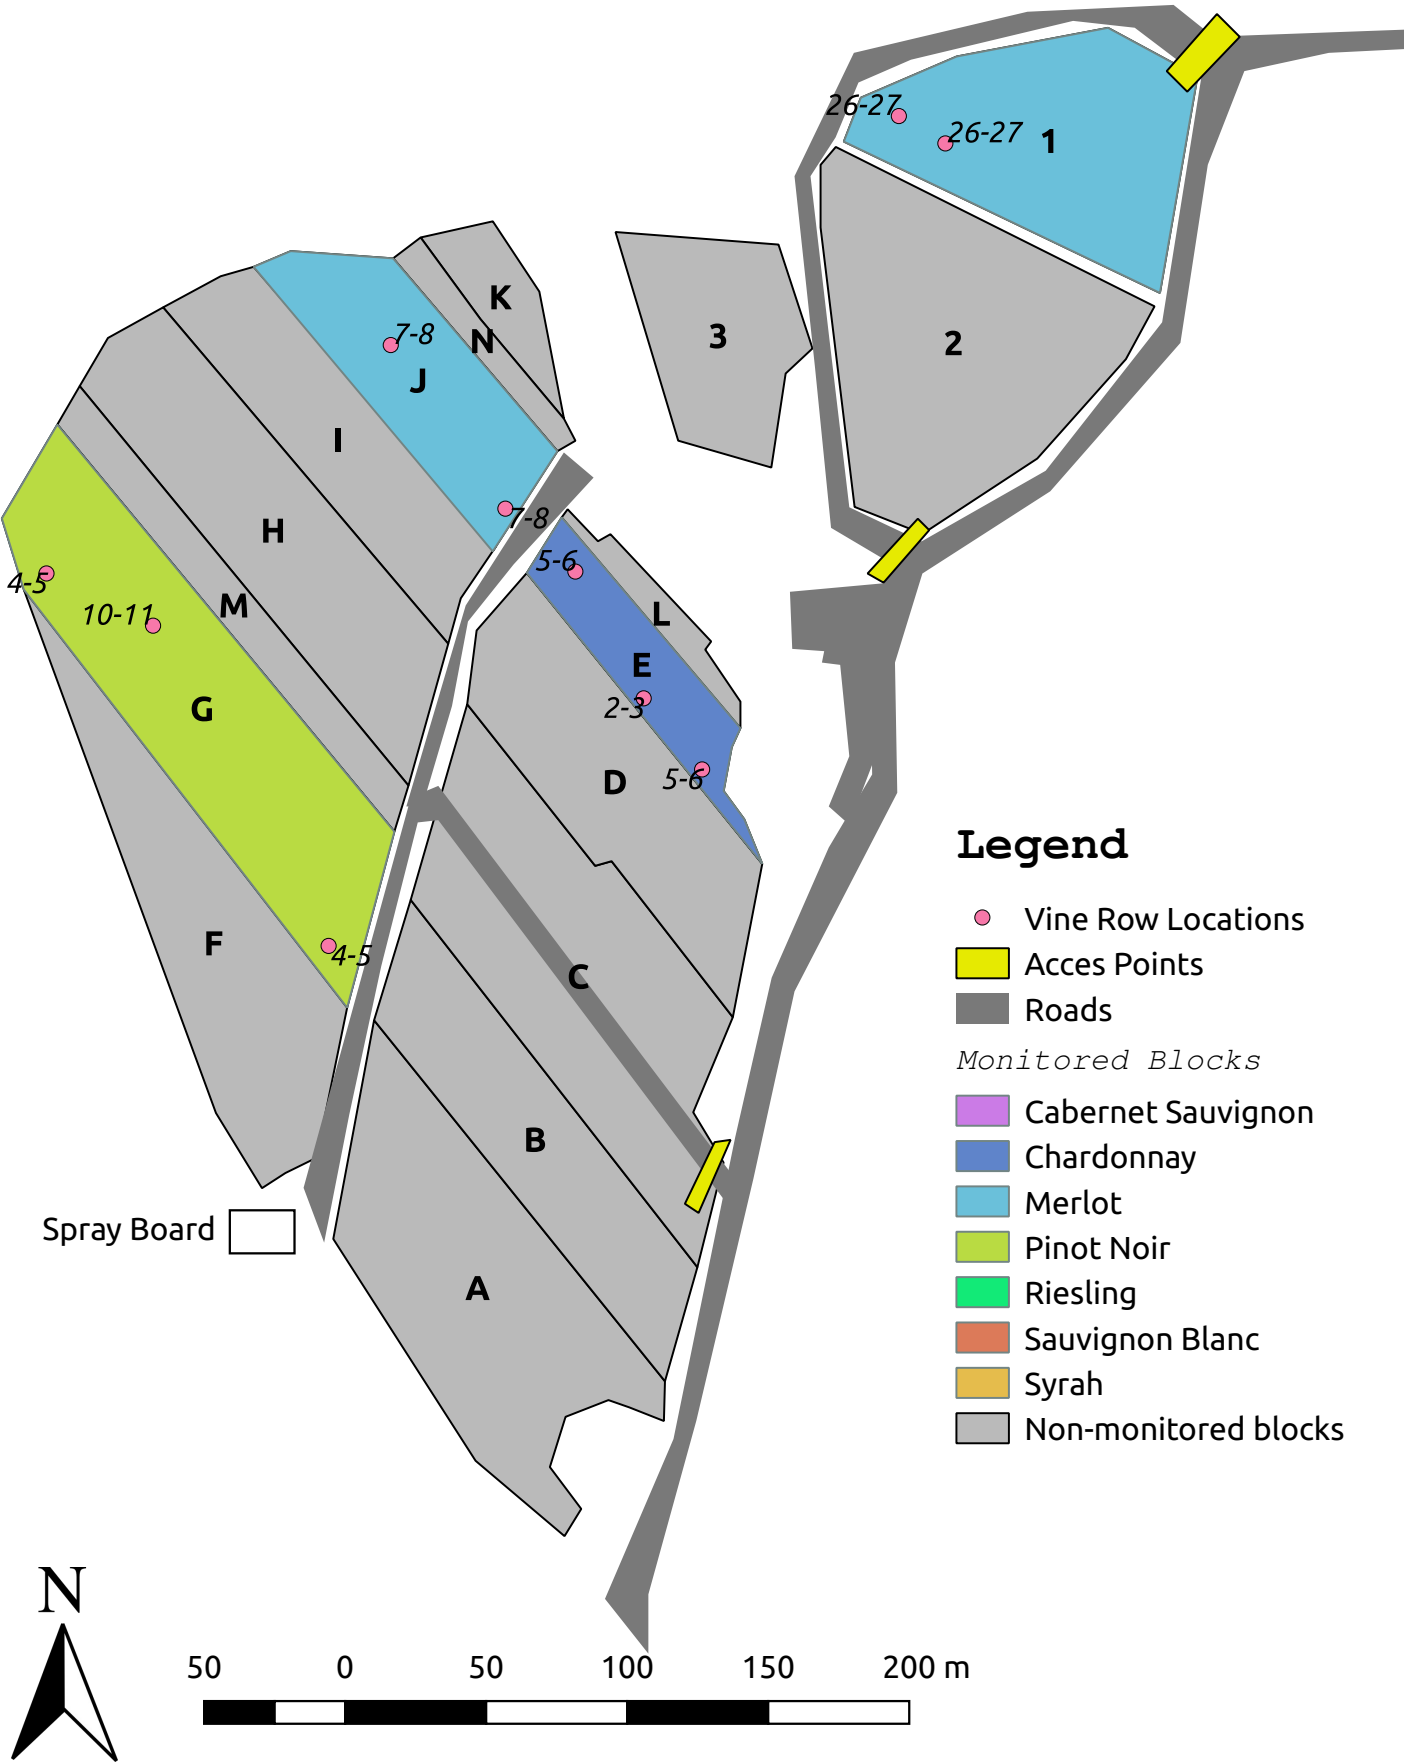 26-27
26-27
1
K
7-8
N
3
2
J
I
7-8
H
5-6
4-5
10-11
M
L
E
G
2-3
5-6
D
F
4-5
C
B
A
Spray Board
Legend
Vine Row Locations
Acces Points
Roads
Monitored Blocks
Cabernet Sauvignon
Chardonnay
Merlot
Pinot Noir
Riesling
Sauvignon Blanc
Syrah
Non-monitored blocks
N
50 0 50 100 150 200 m